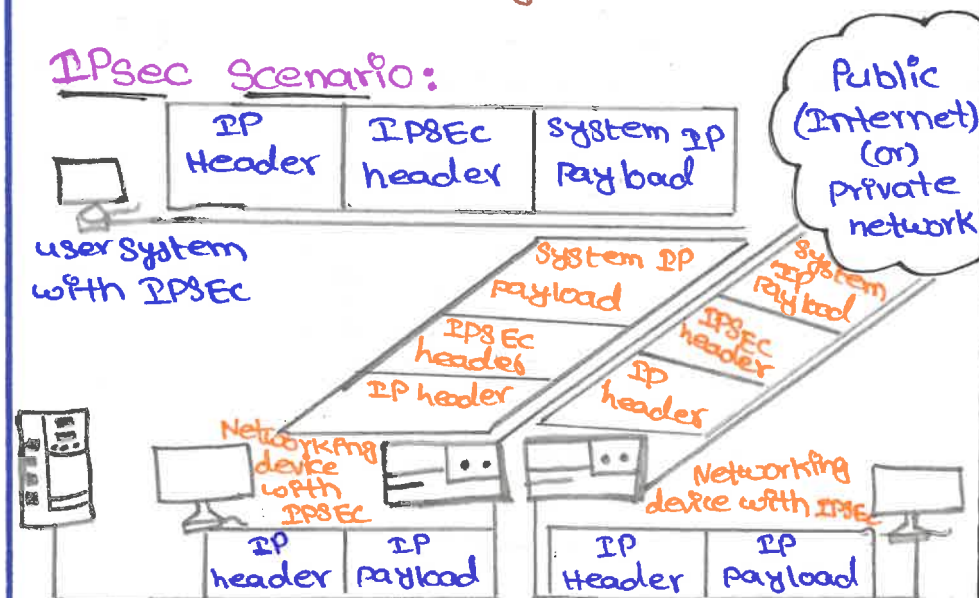 IPsec Scenario:
IP
Header
IPSEc
header
System IP
Payload
Public
(Internet)
(or)
private
network
user system
with IPSEc
System IP
payload
IPSEc
header
IP header
System
IP
Payload
IPSEc
header
IP
header
Networking
device
with
IPSEC
Networking
device with IPSEc
IP
header
IP
payload
IP
Header
IP
payload